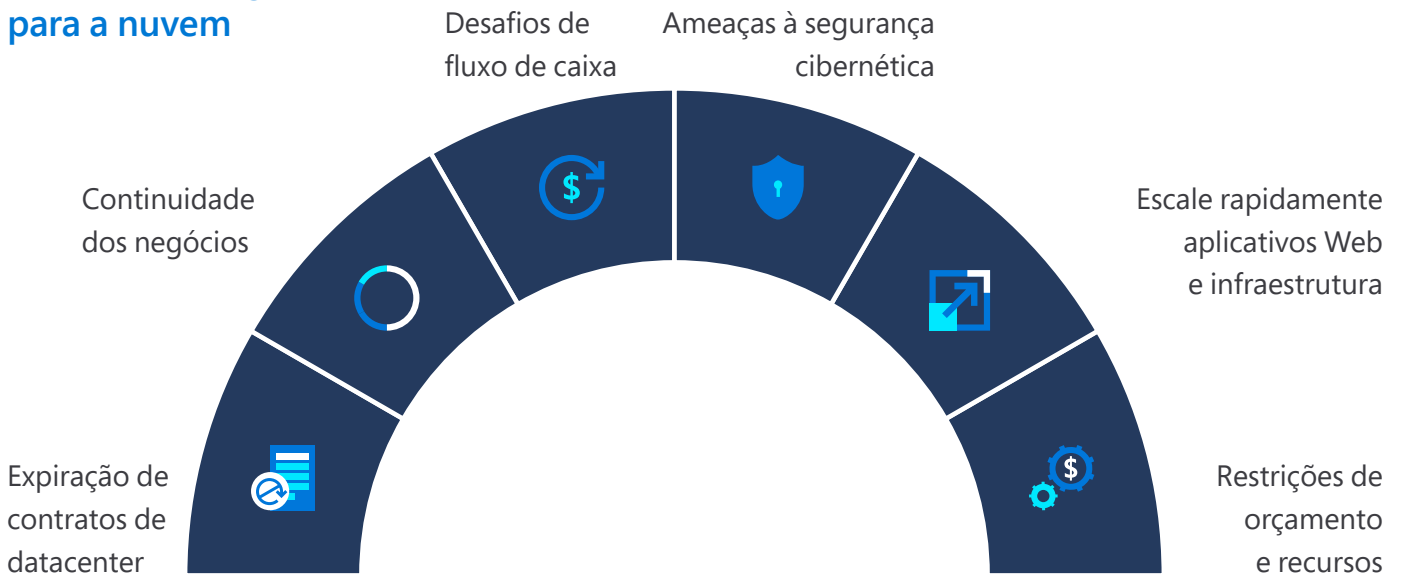 para a nuvem
Desafios de
fluxo de caixa
Ameaças à segurança
cibernética
Continuidade
dos negócios
Escale rapidamente
aplicativos Web
e infraestrutura
Expiração de
contratos de
datacenter
Restrições de
orçamento
e recursos
$
$